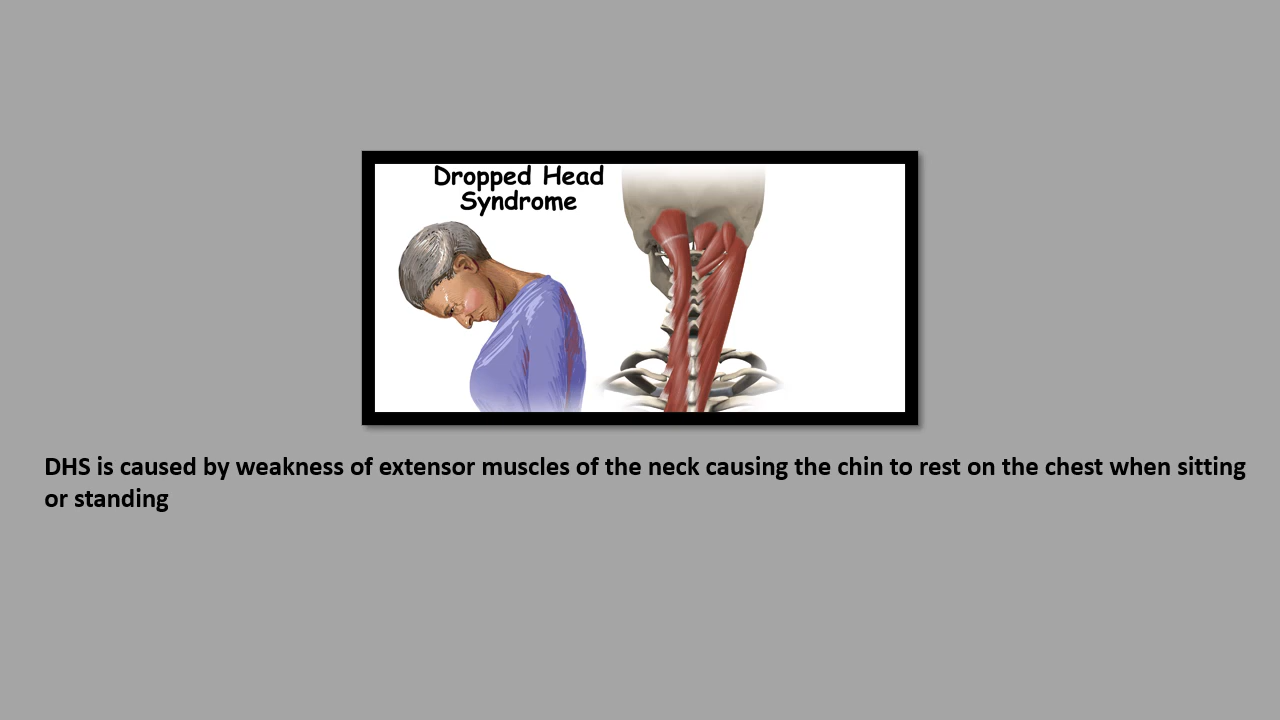 Dropped Head
Syndrome
DHS is caused by weakness of extensor muscles of the neck causing the chin to rest on the chest when sitting
or standing